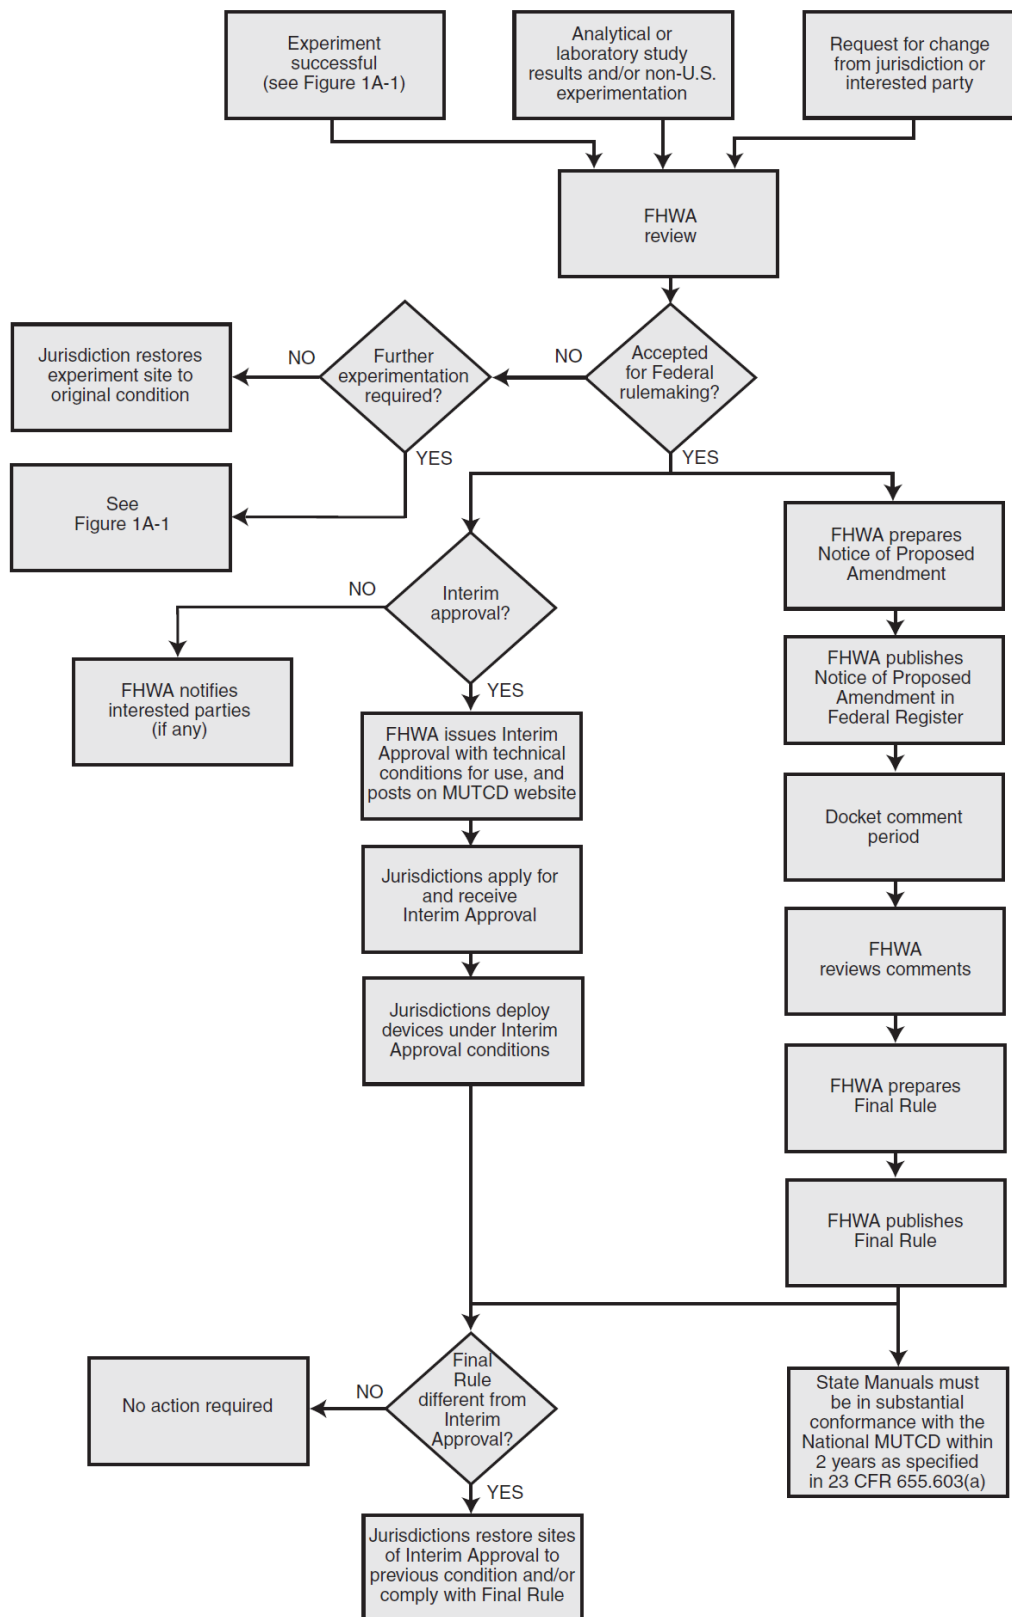 Experiment
successful
(see Figure 1A-1)
Analytical or
laboratory study
results and/or non-U.S.
experimentation
Request for change
from jurisdiction or
interested party
FHWA
review
Accepted
for Federal
rulemaking?
NO
Further
experimentation
required?
NO
Jurisdiction restores
experiment site to
original condition
YES
See
Figure 1A-1
YES
Interim
approval?
NO
FHWA notifies
interested parties
(if any)
YES
FHWA issues Interim
Approval with technical
conditions for use, and
posts on MUTCD website
Jurisdictions apply for
and receive
Interim Approval
Jurisdictions deploy
devices under Interim
Approval conditions
FHWA prepares
Notice of Proposed
Amendment
FHWA publishes
Notice of Proposed
Amendment in
Federal Register
Docket comment
period
FHWA
reviews comments
FHWA prepares
Final Rule
FHWA publishes
Final Rule
Final
Rule
different from
Interim
Approval?
NO
No action required
YES
Jurisdictions restore sites
of Interim Approval to
previous condition and/or
comply with Final Rule
State Manuals must
be in substantial
conformance with the
National MUTCD within
2 years as specified
in 23 CFR 655.603(a)